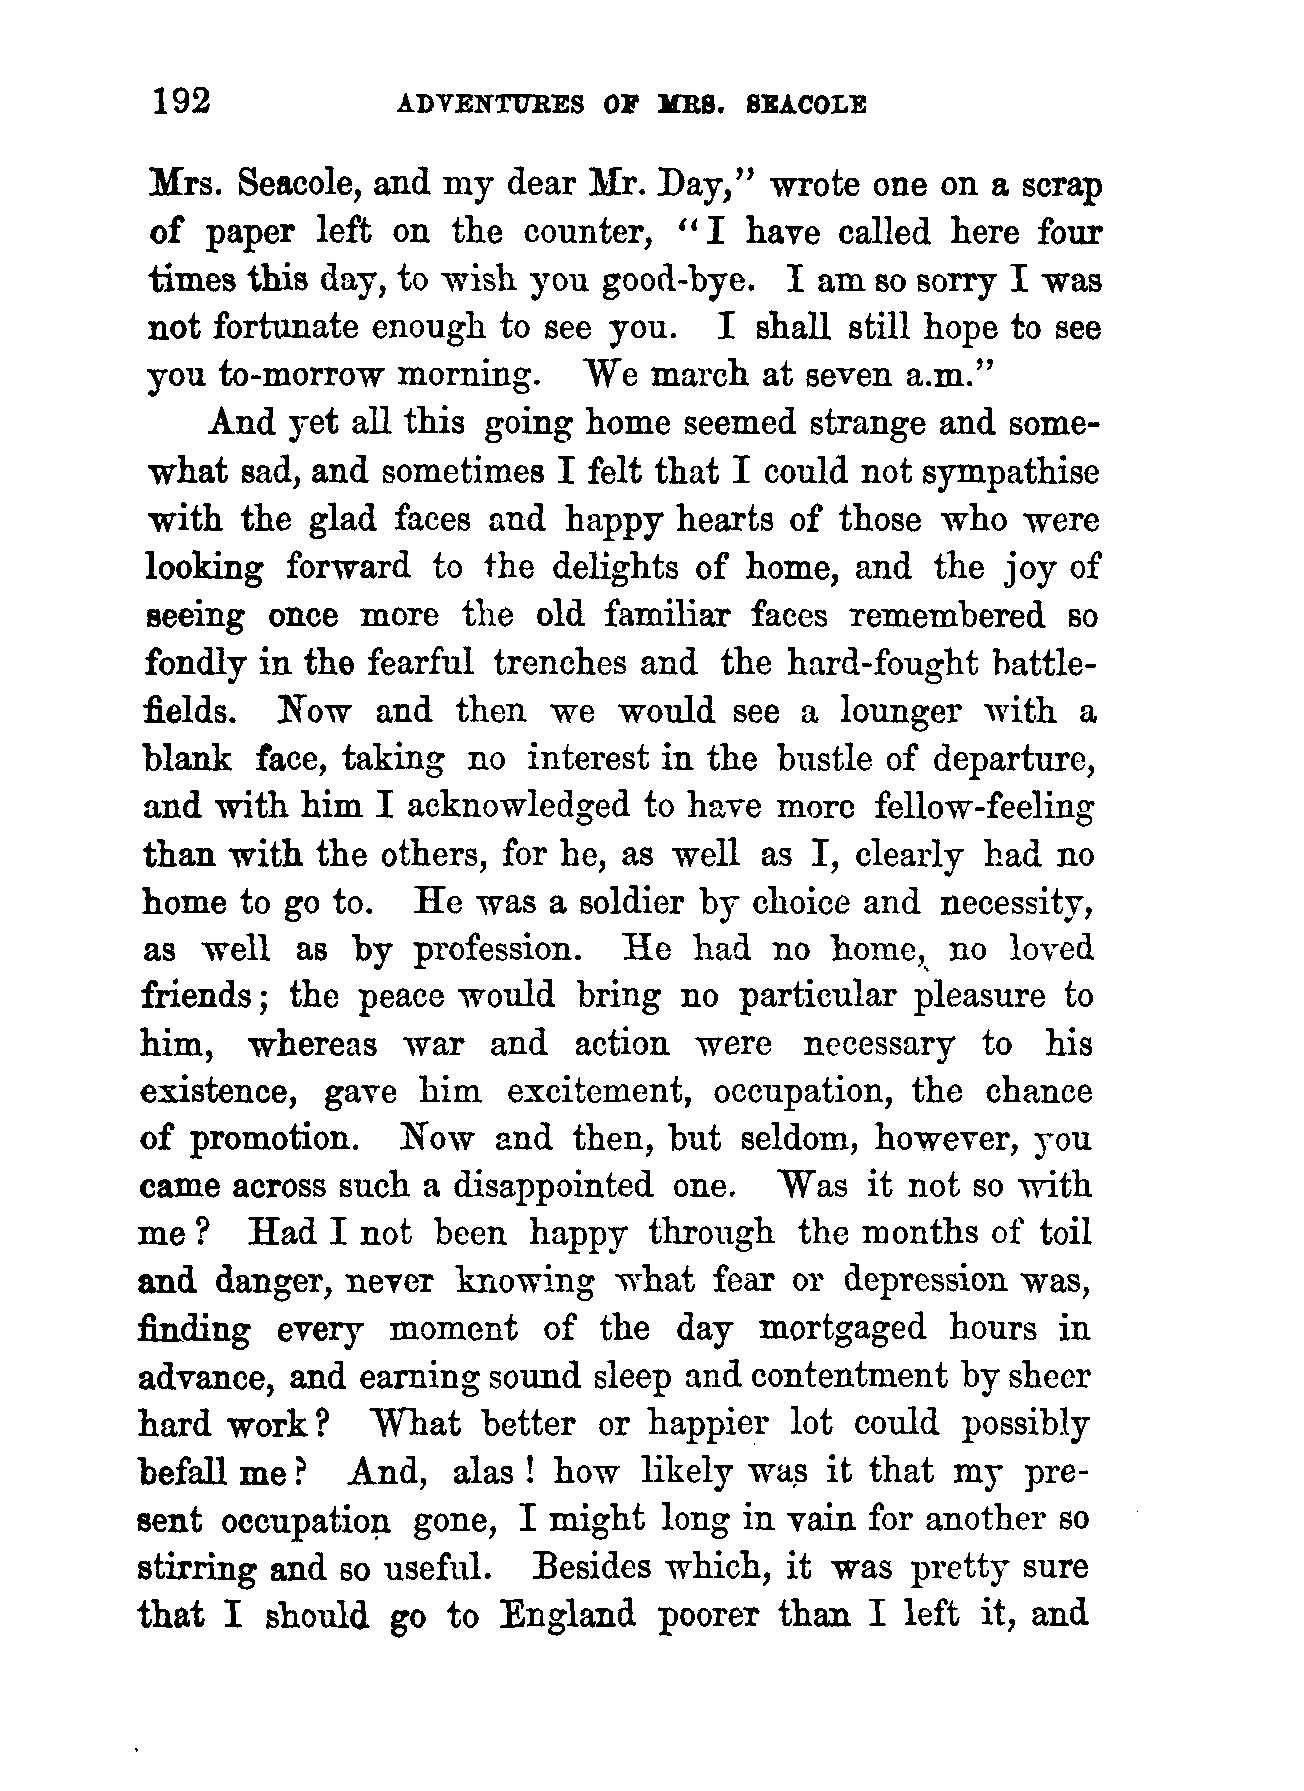 192 ADVENTURES OF MRS. SEACOLE
Mrs. Seacole, and my dear Mr. Day,” wrote one on a scrap
of paper left on the counter, “I have called here four
times this day, to wish you good-bye. I am so sorry I was
not fortunate enough to see you. I shall still hope to see
you to-morrow morning. We march at seven a.m.”
And yet all this going home seemed strange and some-
what sad, and sometimes I felt that I could not sympathise
with the glad faces and happy hearts of those who were
looking forward to the delights of home, and the joy of
seeing once more the old familiar faces remembered so
fondly in the fearful trenches and the hard-fought battle-
fields. Now and then we would see a lounger with a
blank face, taking no interest in the bustle of departure,
and with him I acknowledged to have more fellow-feeling
than with the others, for he, as well as I, clearly had no
home to go to. He was a soldier by choice and necessity,
as well as by profession. He had no home, no loved
friends; the peace would bring no particular pleasure to
him, whereas war and action were necessary to his
existence, gave him excitement, occupation, the chance
of promotion. Now and then, but seldom, however, you
came across such a disappointed one. Was it not so with
me? Had I not been happy through the months of toil
and danger, never knowing what fear or depression was,
finding every moment of the day mortgaged hours in
advance, and earning sound sleep and contentment by sheer
hard work? What better or happier lot could possibly
befall me? And, alas! how likely was it that my pre-
sent occupation gone, I might long in vain for another so
stirring and so useful. Besides which, it was pretty sure
that I should go to England poorer than I left it, and